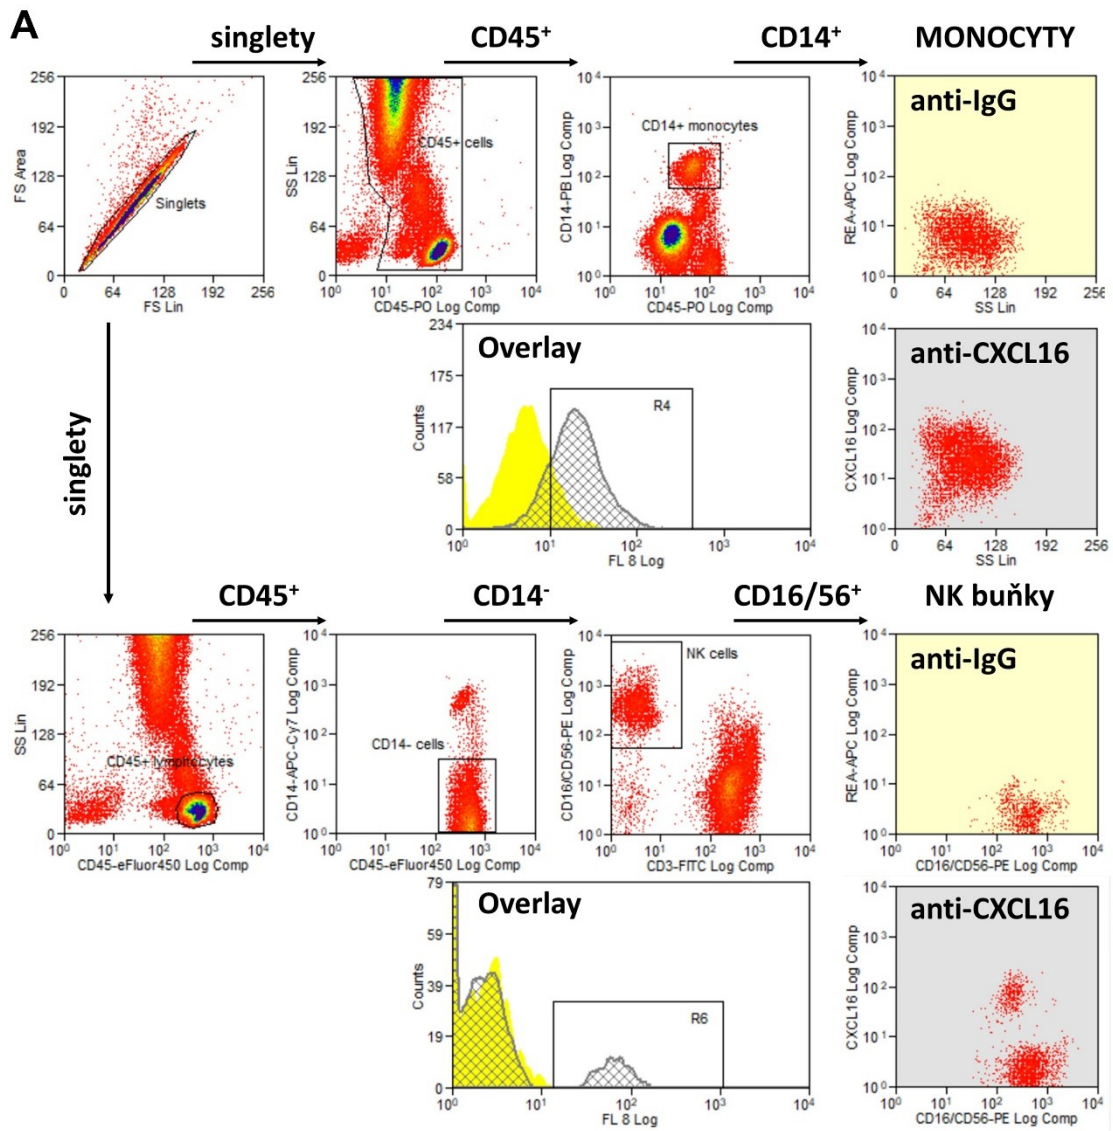 A
singlety
CD45+
CD14+
MONOCYTY
256
192
128
64
0
FS Area
Singlets
0 64 128 192 256
FS Lin
256
192
128
64
0
SS Lin
CD45+ cells
10⁰ 10¹ 10² 10³ 10⁴
CD45-PO Log Comp
10⁴
10³
10²
10¹
10⁰
CD14-PB Log Comp
CD14+ monocytes
10⁰ 10¹ 10² 10³ 10⁴
CD45-PO Log Comp
anti-IgG
10⁴
10³
10²
10¹
10⁰
REA-APC Log Comp
0 64 128 192 256
SS Lin
singlety
Overlay
234
175
117
58
0
Counts
R4
10⁰ 10¹ 10² 10³ 10⁴
FL 8 Log
anti-CXCL16
10⁴
10³
10²
10¹
10⁰
CXCL16 Log Comp
0 64 128 192 256
SS Lin
CD45+
CD14-
CD16/56+
NK buňky
256
192
128
64
0
SS Lin
CD45+ lymfocytes
10⁰ 10¹ 10² 10³ 10⁴
CD45-eFluor450 Log Comp
10⁴
10³
10²
10¹
10⁰
CD14-APC-Cy7 Log Comp
CD14- cells
10⁰ 10¹ 10² 10³ 10⁴
CD45-eFluor450 Log Comp
10⁴
10³
10²
10¹
10⁰
CD16/CD56-PE Log Comp
NK cells
10⁰ 10¹ 10² 10³ 10⁴
CD3-FITC Log Comp
anti-IgG
10⁴
10³
10²
10¹
10⁰
REA-APC Log Comp
10⁰ 10¹ 10² 10³ 10⁴
CD16/CD56-PE Log Comp
Overlay
79
59
39
19
0
Counts
R6
10⁰ 10¹ 10² 10³ 10⁴
FL 8 Log
anti-CXCL16
10⁴
10³
10²
10¹
10⁰
CXCL16 Log Comp
10⁰ 10¹ 10² 10³ 10⁴
CD16/CD56-PE Log Comp